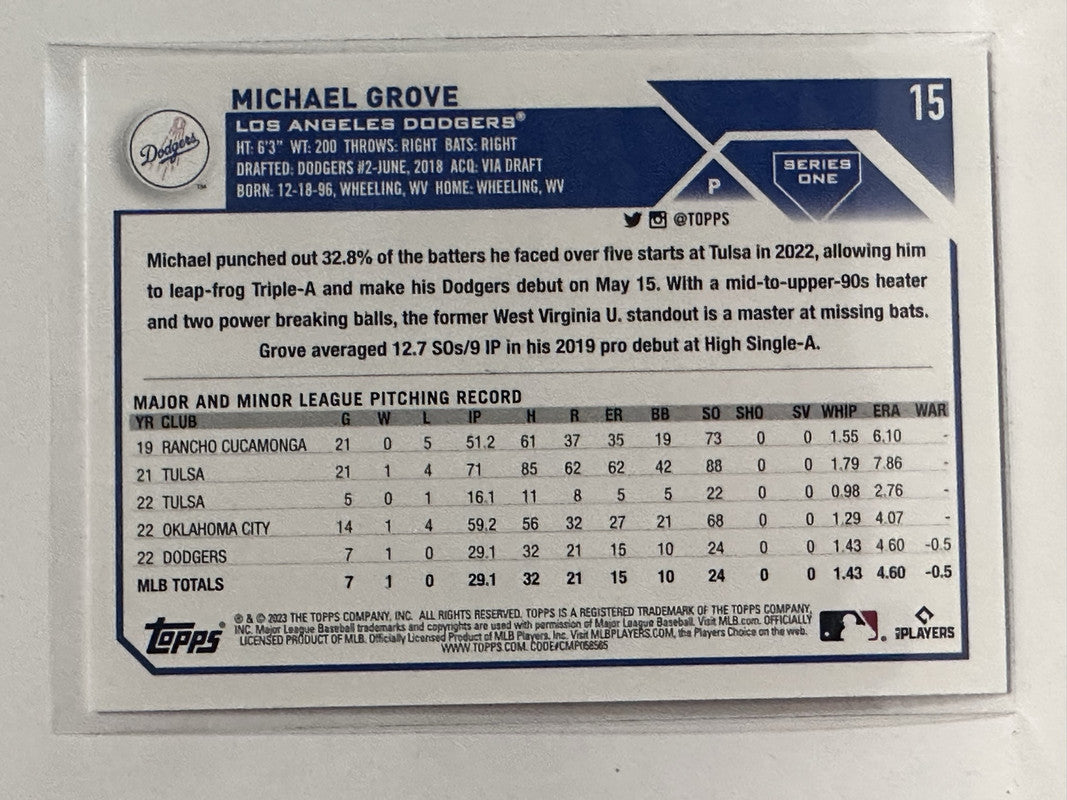 MICHAEL GROVE
15
LOS ANGELES DODGERS®
HT: 6'3" WT: 200 THROWS: RIGHT BATS: RIGHT
DRAFTED: DODGERS #2-JUNE, 2018 ACQ: VIA DRAFT
BORN: 12-18-96, WHEELING, WV HOME: WHEELING, WV
Dodgers
TM
P
SERIES
ONE
@TOPPS
Michael punched out 32.8% of the batters he faced over five starts at Tulsa in 2022, allowing him
to leap-frog Triple-A and make his Dodgers debut on May 15. With a mid-to-upper-90s heater
and two power breaking balls, the former West Virginia U. standout is a master at missing bats.
Grove averaged 12.7 SOs/9 IP in his 2019 pro debut at High Single-A.
MAJOR AND MINOR LEAGUE PITCHING RECORD
YR CLUB G W L IP H R ER BB SO SHO SV WHIP ERA WAR
19 RANCHO CUCAMONGA 21 0 5 51.2 61 37 35 19 73 0 0 1.55 6.10 -
21 TULSA 21 1 4 71 85 62 62 42 88 0 0 1.79 7.86 -
22 TULSA 5 0 1 16.1 11 8 5 5 22 0 0 0.98 2.76 -
22 OKLAHOMA CITY 14 1 4 59.2 56 32 27 21 68 0 0 1.29 4.07 -
22 DODGERS 7 1 0 29.1 32 21 15 10 24 0 0 1.43 4.60 -0.5
MLB TOTALS 7 1 0 29.1 32 21 15 10 24 0 0 1.43 4.60 -0.5
TOPPS®
® & © 2023 THE TOPPS COMPANY, INC. ALL RIGHTS RESERVED. TOPPS IS A REGISTERED TRADEMARK OF THE TOPPS COMPANY,
INC. Major League Baseball trademarks and copyrights are used with permission of Major League Baseball. Visit MLB.com. OFFICIALLY
LICENSED PRODUCT OF MLB. Officially Licensed Product of MLB Players, Inc. Visit MLBPLAYERS.COM, the Players Choice on the web.
WWW.TOPPS.COM. CODE#CMP058565
PLAYERS